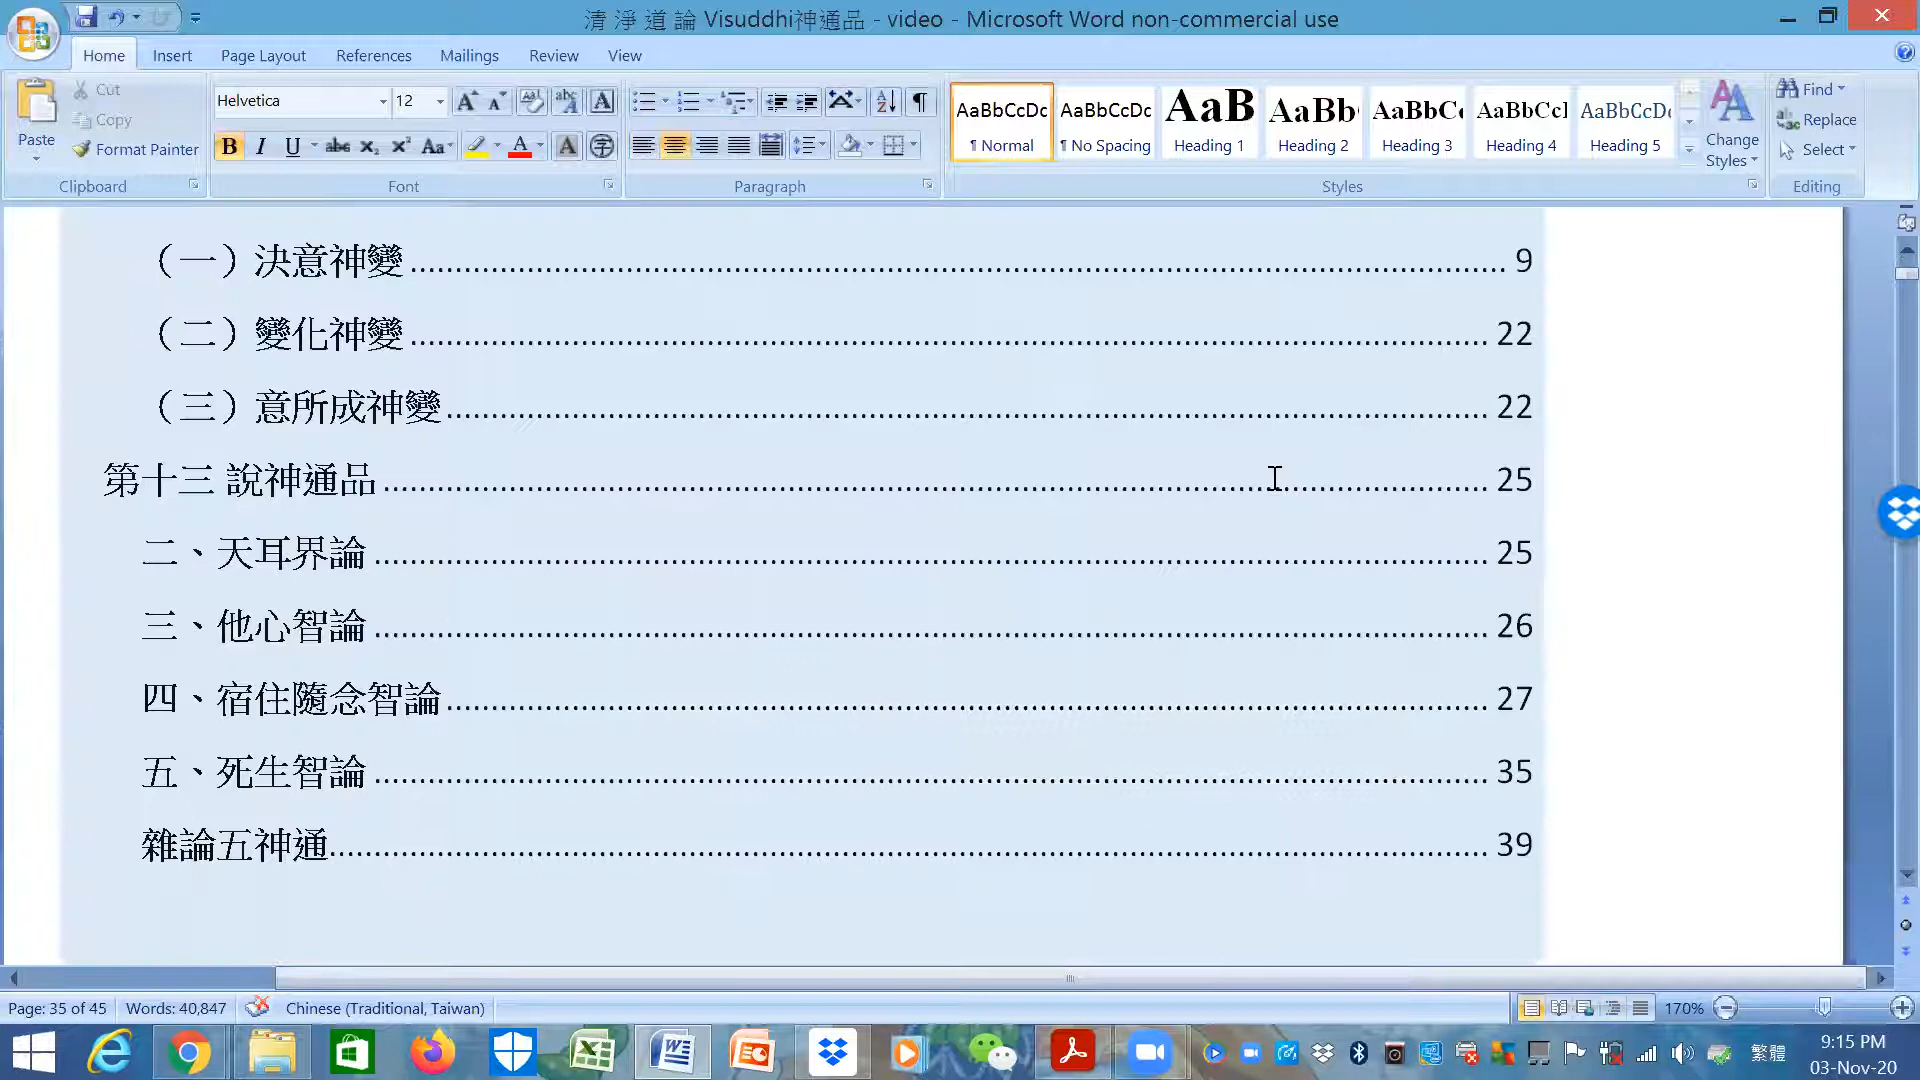 清 淨 道 論 Visuddhi神通品 - video - Microsoft Word non-commercial use
Home Insert Page Layout References Mailings Review View
Paste
Cut
Copy
Format Painter
Clipboard
Helvetica 12
Font
Paragraph
AaBbCcDc AaBbCcDc AaB AaBb AaBbCc AaBbCcI AaBbCcD
¶ Normal ¶ No Spacing Heading 1 Heading 2 Heading 3 Heading 4 Heading 5
Change Styles
Styles
Find
Replace
Select
Editing
（一）決意神變 9
（二）變化神變 22
（三）意所成神變 22
第十三 說神通品 25
二、天耳界論 25
三、他心智論 26
四、宿住隨念智論 27
五、死生智論 35
雜論五神通 39
Page: 35 of 45 Words: 40,847 Chinese (Traditional, Taiwan) 170%
繁體
9:15 PM
03-Nov-20